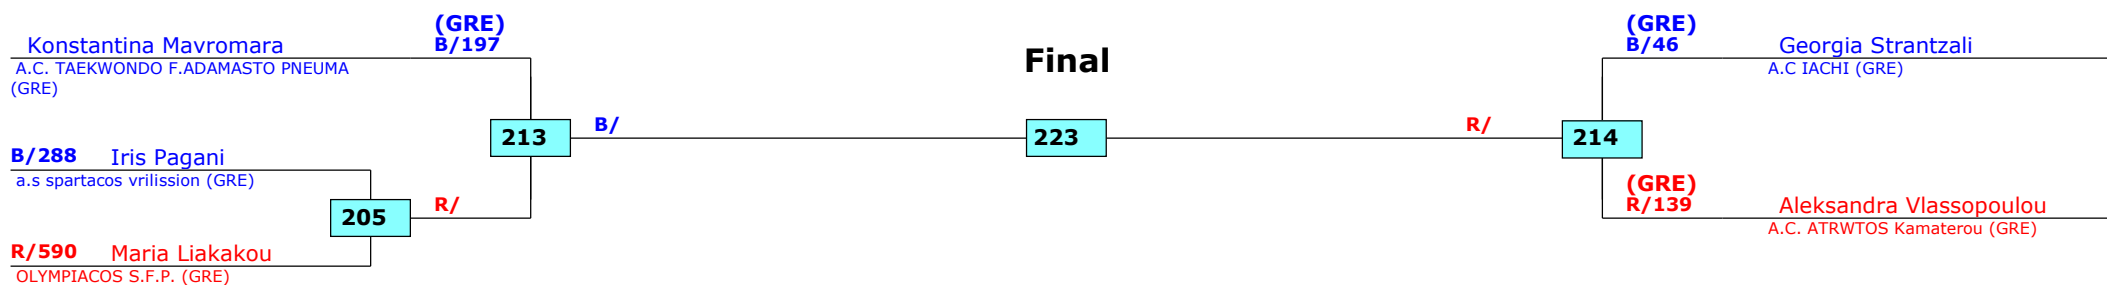 (GRE)
Konstantina Mavromara B/197
A.C. TAEKWONDO F.ADAMASTO PNEUMA
(GRE)
213
B/288 Iris Pagani
a.s spartacos vrilission (GRE)
205
R/
R/590 Maria Liakakou
OLYMPIACOS S.F.P. (GRE)
Final
B/
223
R/
(GRE)
B/46 Georgia Strantzali
A.C IACHI (GRE)
214
(GRE)
R/139 Aleksandra Vlassopoulou
A.C. ATRWTOS Kamaterou (GRE)